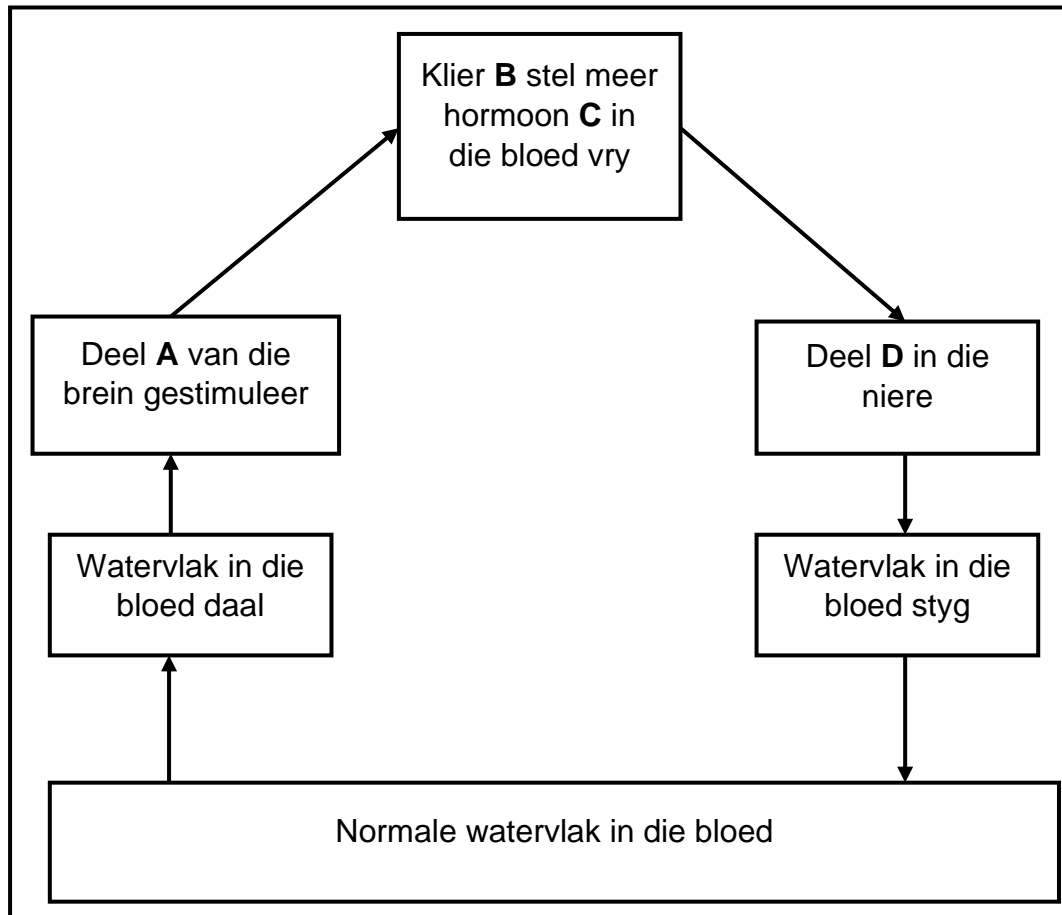 Klier B stel meer
hormoon C in
die bloed vry
Deel A van die
brein gestimuleer
Deel D in die
niere
Watervlak in die
bloed daal
Watervlak in die
bloed styg
Normale watervlak in die bloed